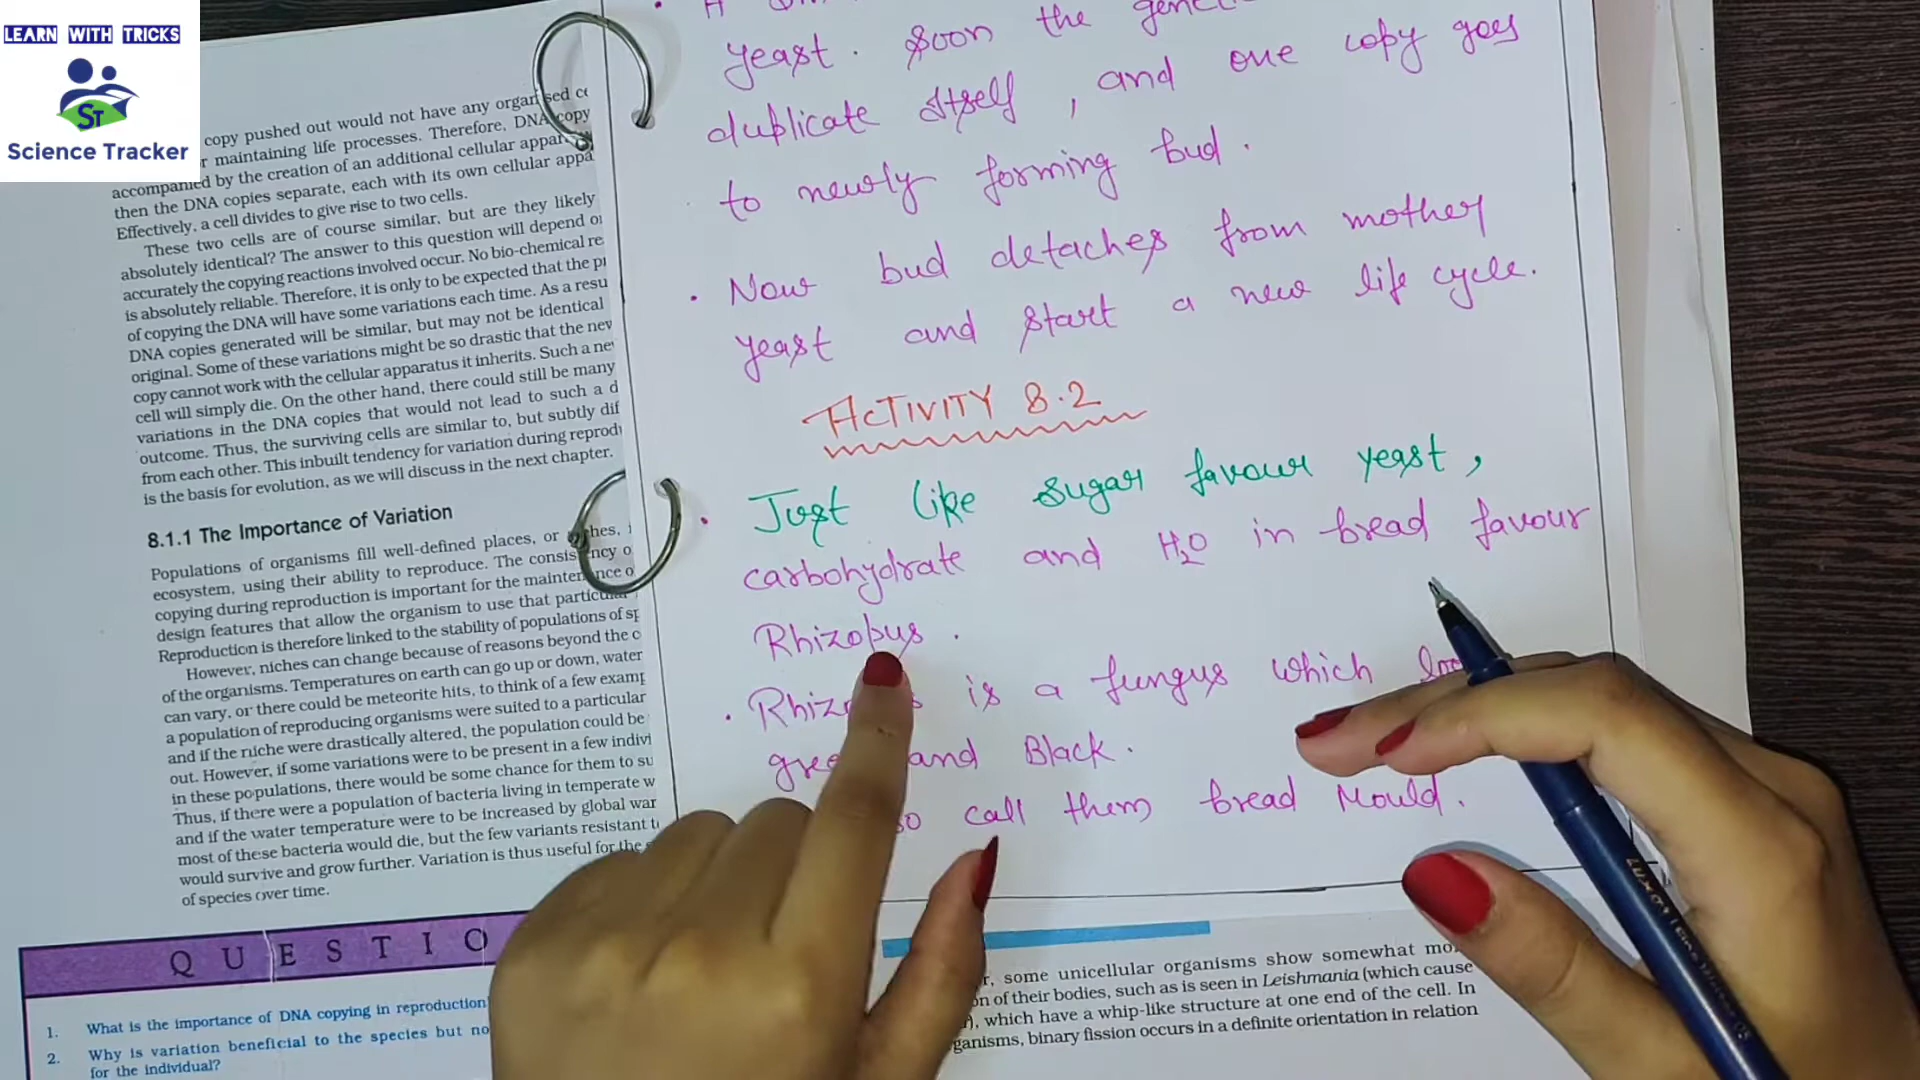 LEARN WITH TRICKS
ST
Science Tracker
copy pushed out would not have any organised
maintaining life processes. Therefore, DNA copy
accompanied by the creation of an additional cellular
then the DNA copies separate, each with its own cellular
Effectively, a cell divides to give rise to two cells.
These two cells are of course similar, but are they likely
absolutely identical? The answer to this question will depend
accurately the copying reactions involved occur. No bio-chemical
is absolutely reliable. Therefore, it is only to be expected that the
of copying the DNA will have some variations each time. As a
DNA copies generated will be similar, but may not be identical
original. Some of these variations might be so drastic that the
copy cannot work with the cellular apparatus it inherits. Such a
cell will simply die. On the other hand, there could still be many
variations in the DNA copies that would not lead to such a
outcome. Thus, the surviving cells are similar to, but subtly
from each other. This inbuilt tendency for variation during
is the basis for evolution, as we will discuss in the next chapter.
8.1.1 The Importance of Variation
Populations of organisms fill well-defined places, or
ecosystem, using their ability to reproduce. The
copying during reproduction is important for the
design features that allow the organism to use that
Reproduction is therefore linked to the stability of populations of
However, niches can change because of reasons beyond the
of the organisms. Temperatures on earth can go up or down, water
can vary, or there could be meteorite hits, to think of a few
a population of reproducing organisms were suited to a particular
and if the niche were drastically altered, the population could be
out. However, if some variations were to be present in a few
in these populations, there would be some chance for them to
Thus, if there were a population of bacteria living in temperate
and if the water temperature were to be increased by global
most of these bacteria would die, but the few variants resistant
would survive and grow further. Variation is thus useful for the
of species over time.
QUESTIO
1. What is the importance of DNA copying in reproduction
2. Why is variation beneficial to the species but
for the individual?
yeast. Soon the
duplicate itself, and one copy goes
to newly forming bud.
• Now bud detaches from mother
yeast and start a new life cycle.
ACTIVITY 8.2
• Just like sugar favour yeast,
carbohydrate and H₂O in bread favour
Rhizopus.
• is a fungus which
and Black.
call them bread Mould.
some unicellular organisms show somewhat
of their bodies, such as is seen in Leishmania (which cause
which have a whip-like structure at one end of the cell. In
binary fission occurs in a definite orientation in relation